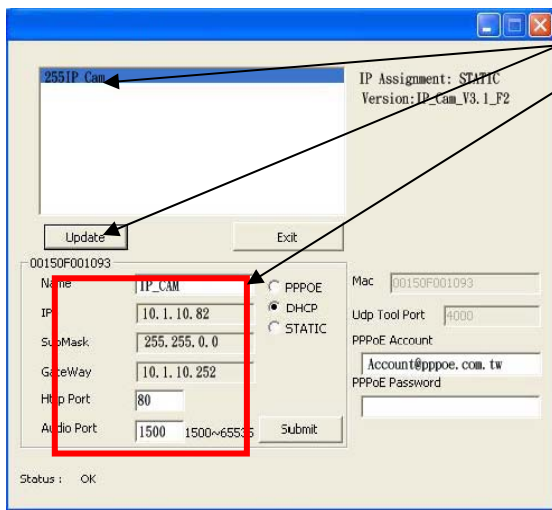 255IP_Cam
IP Assignment: STATIC
Version:IP_Cam_V3.1_F2
Update
Exit
00150F001093
Name
IP_CAM
PPPOE
DHCP
STATIC
IP
10.1.10.82
SubMask
255.255.0.0
GateWay
10.1.10.252
Http Port
80
Audio Port
1500
1500~65535
Submit
Mac
00150F001093
Udp Tool Port
4000
PPPoE Account
Account@pppoe.com.tw
PPPoE Password
Status : OK